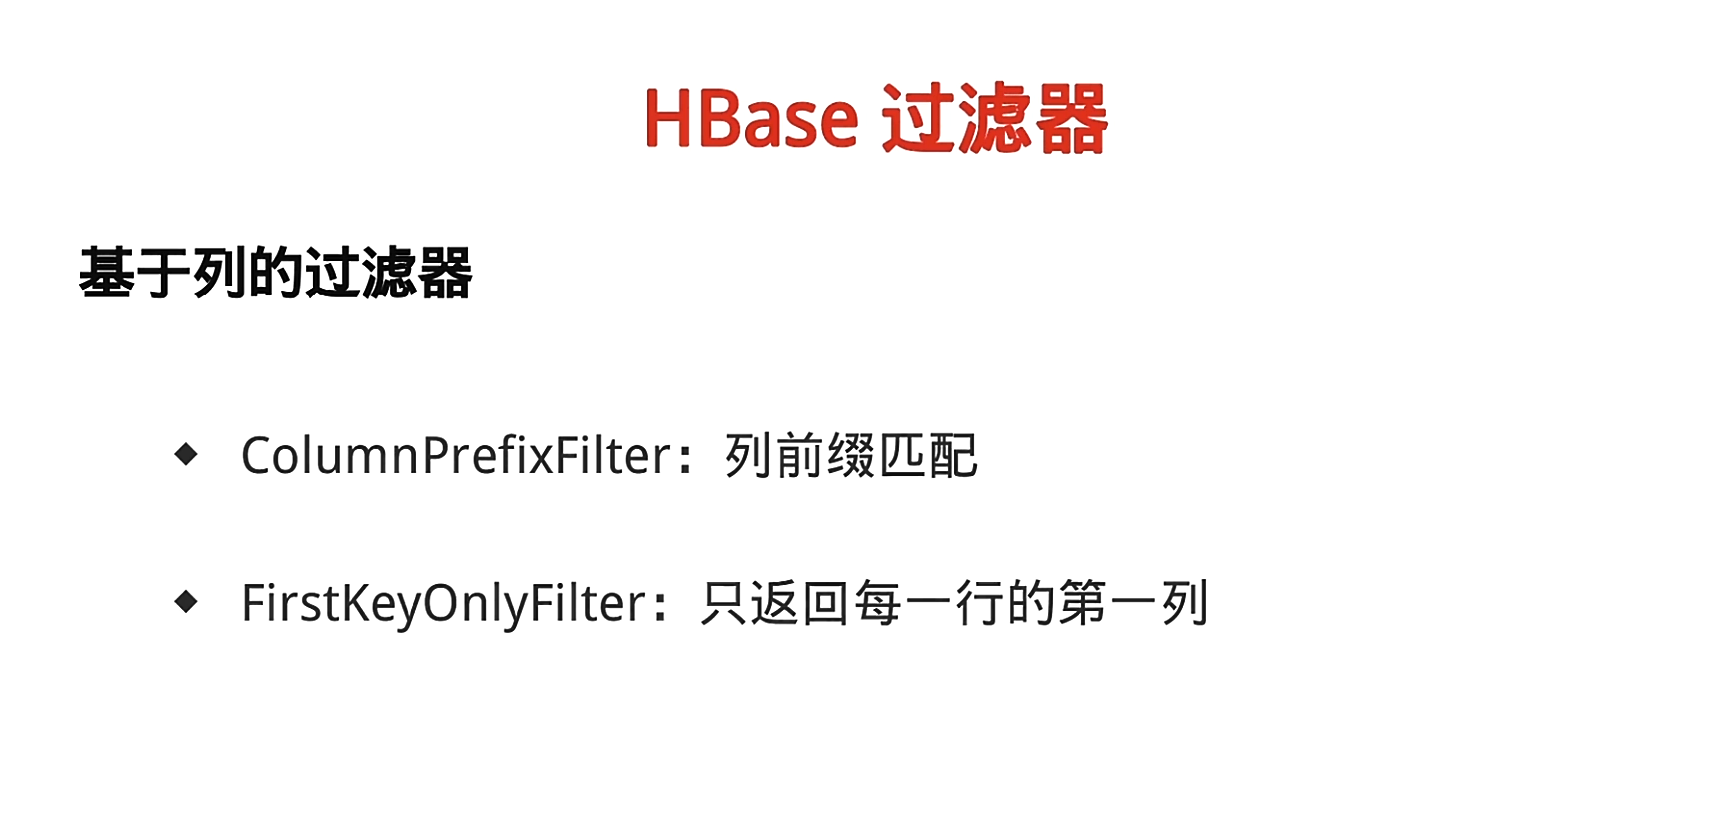 HBase 过滤器
基于列的过滤器
◆ ColumnPrefixFilter：列前缀匹配
◆ FirstKeyOnlyFilter：只返回每一行的第一列